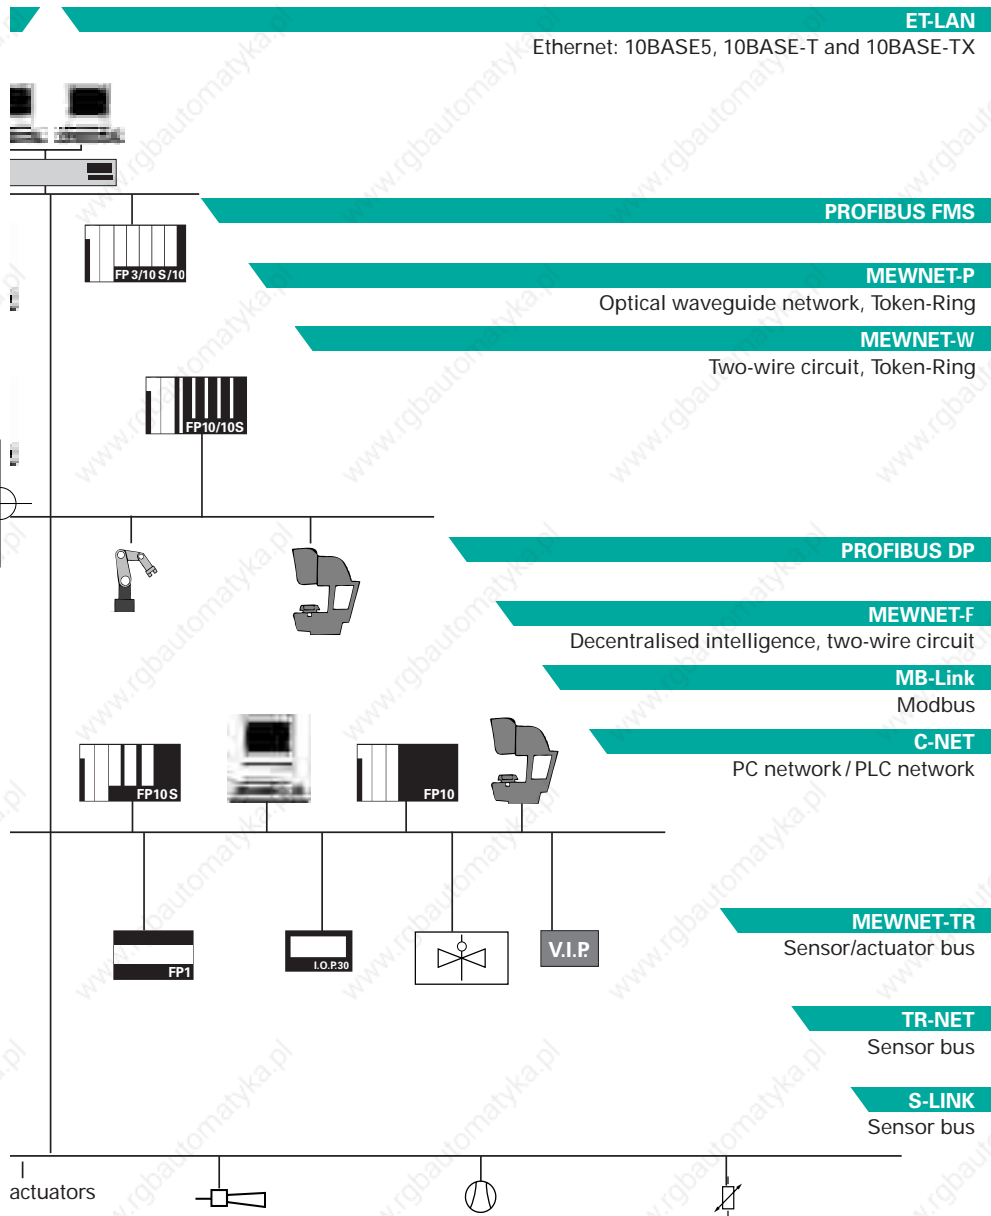 ET-LAN
Ethernet: 10BASE5, 10BASE-T and 10BASE-TX
PROFIBUS FMS
FP 3/10 S /10
MEWNET-P
Optical waveguide network, Token-Ring
MEWNET-W
Two-wire circuit, Token-Ring
FP10/10S
PROFIBUS DP
MEWNET-F
Decentralised intelligence, two-wire circuit
MB-Link
Modbus
C-NET
PC network / PLC network
FP10 S
FP10
MEWNET-TR
Sensor/actuator bus
FP1
I.O.P.30
V.I.P.
TR-NET
Sensor bus
S-LINK
Sensor bus
actuators
www.rgbautomatyka.pl